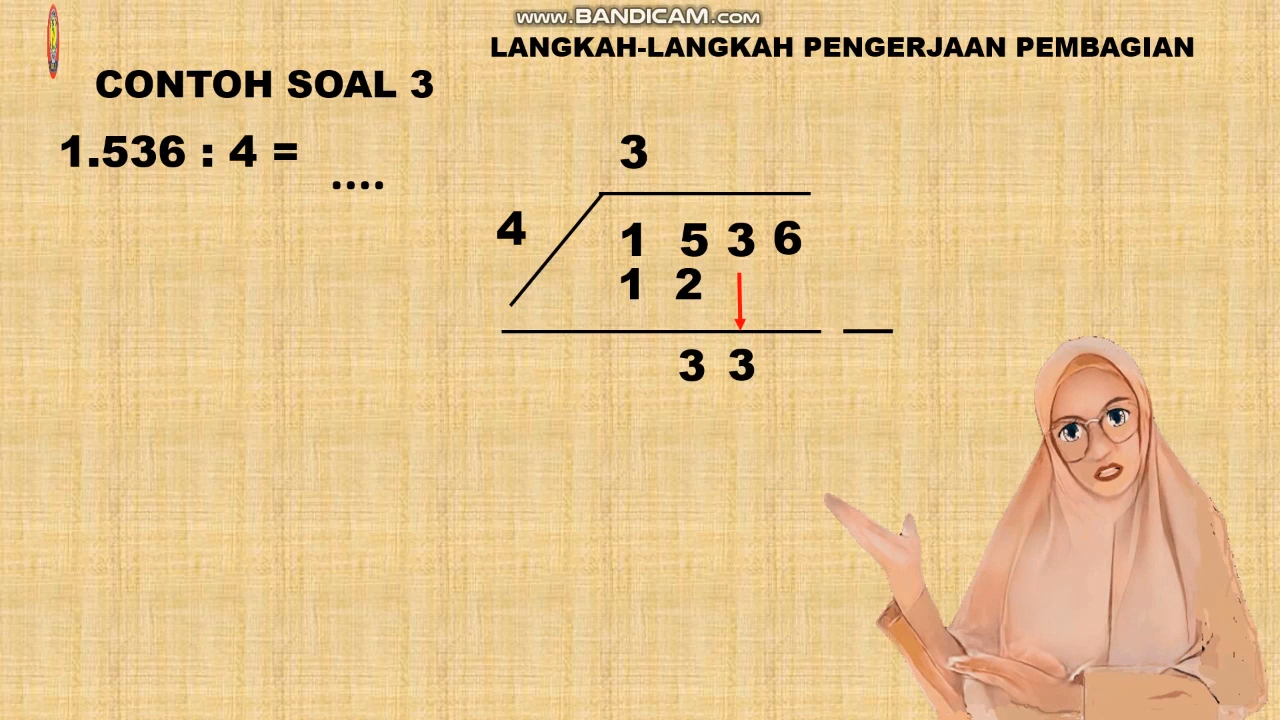 www.BANDICAM.com
LANGKAH-LANGKAH PENGERJAAN PEMBAGIAN
CONTOH SOAL 3
1.536 : 4 =
....
3
4
1 5 3 6
1 2
3 3